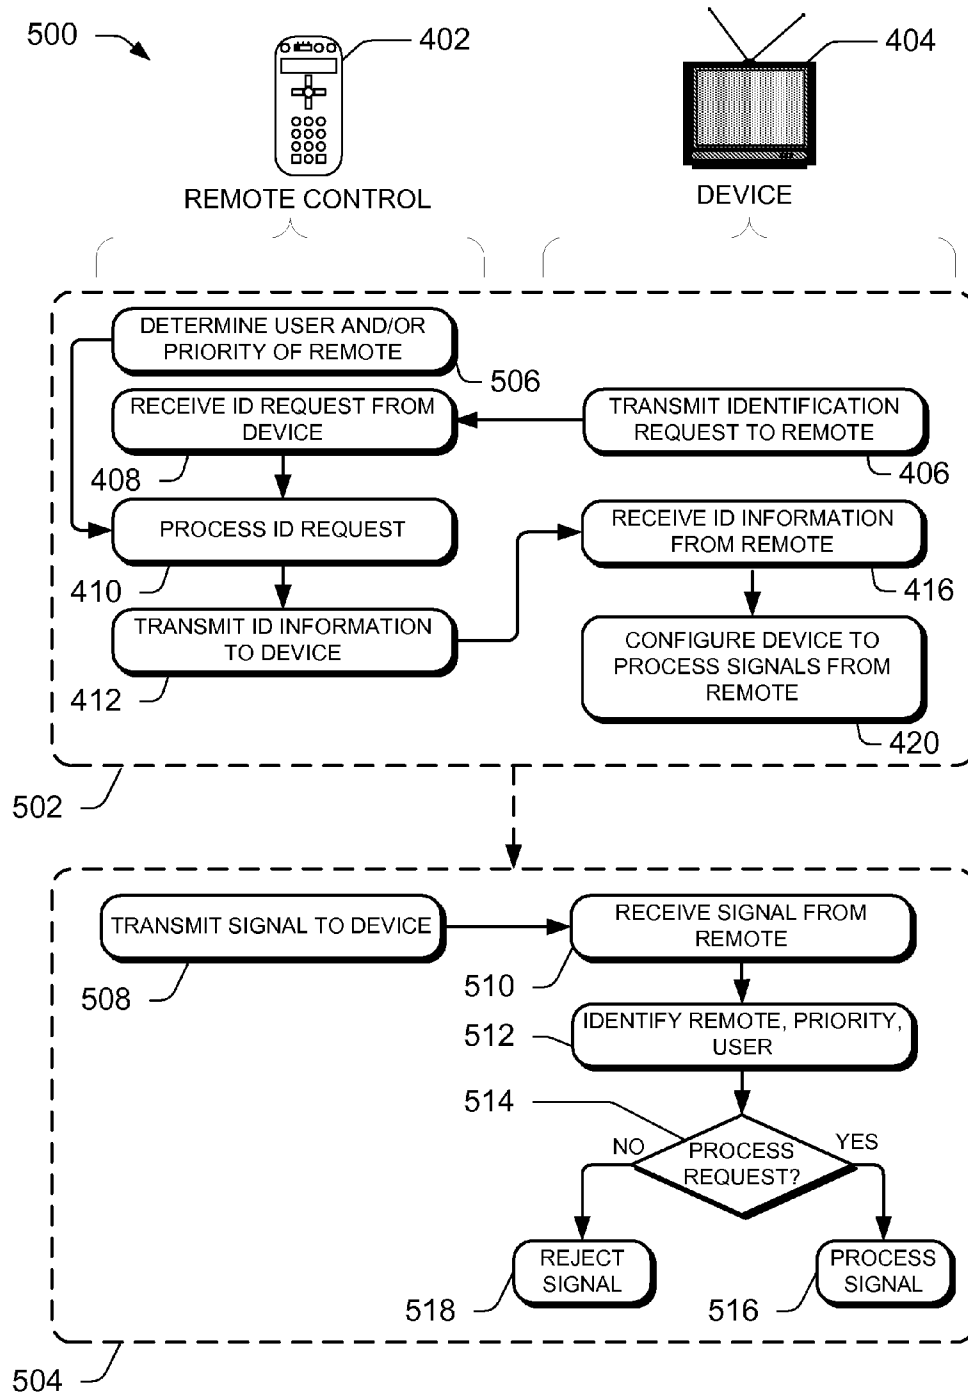 500
402
404
REMOTE CONTROL
DEVICE
DETERMINE USER AND/OR
PRIORITY OF REMOTE
506
RECEIVE ID REQUEST FROM
DEVICE
408
TRANSMIT IDENTIFICATION
REQUEST TO REMOTE
406
PROCESS ID REQUEST
410
RECEIVE ID INFORMATION
FROM REMOTE
416
TRANSMIT ID INFORMATION
TO DEVICE
412
CONFIGURE DEVICE TO
PROCESS SIGNALS FROM
REMOTE
420
502
TRANSMIT SIGNAL TO DEVICE
508
RECEIVE SIGNAL FROM
REMOTE
510
IDENTIFY REMOTE, PRIORITY,
USER
512
514
NO
PROCESS
REQUEST?
YES
REJECT
SIGNAL
518
PROCESS
SIGNAL
516
504